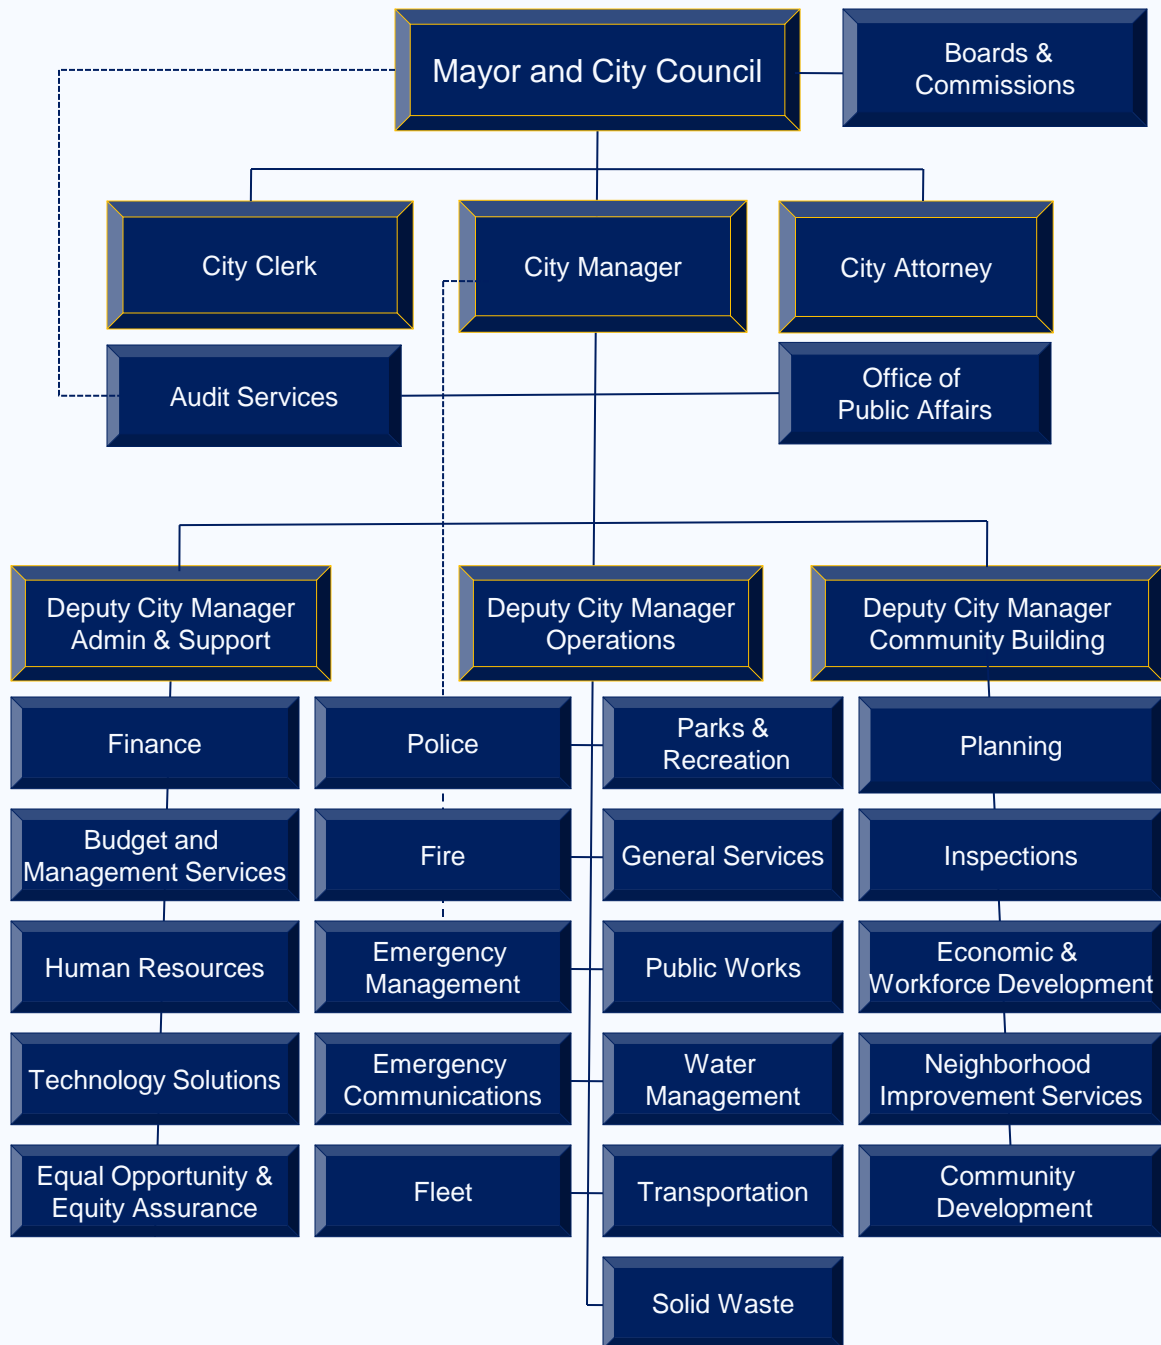 Mayor and City Council
Boards &
Commissions
City Clerk
City Manager
City Attorney
Audit Services
Office of
Public Affairs
Deputy City Manager
Admin & Support
Deputy City Manager
Operations
Deputy City Manager
Community Building
Finance
Police
Parks &
Recreation
Planning
Budget and
Management Services
Fire
General Services
Inspections
Human Resources
Emergency
Management
Public Works
Economic &
Workforce Development
Technology Solutions
Emergency
Communications
Water
Management
Neighborhood
Improvement Services
Equal Opportunity &
Equity Assurance
Fleet
Transportation
Community
Development
Solid Waste